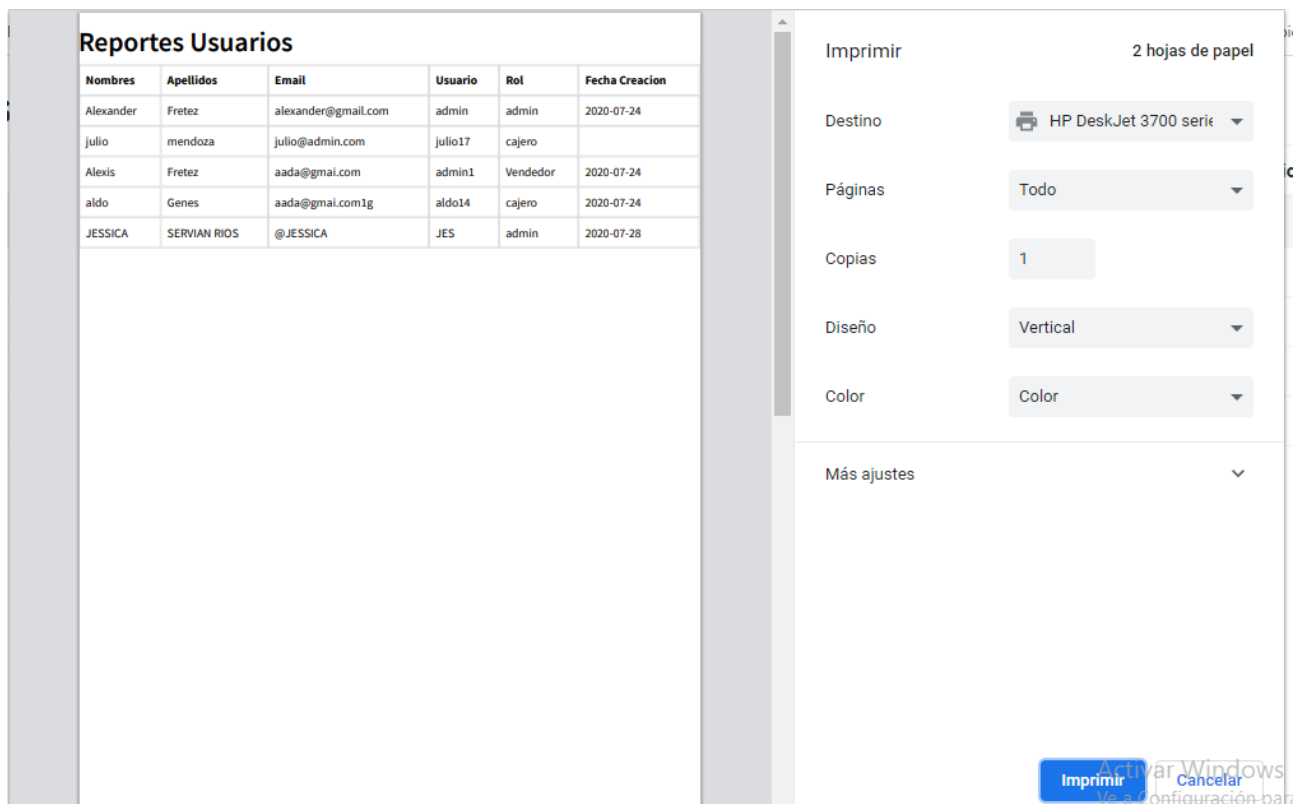 Reportes Usuarios
Nombres Apellidos Email Usuario Rol Fecha Creacion
Alexander Fretez alexander@gmail.com admin admin 2020-07-24
julio mendoza julio@admin.com julio17 cajero
Alexis Fretez aada@gmai.com admin1 Vendedor 2020-07-24
aldo Genes aada@gmai.com1g aldo14 cajero 2020-07-24
JESSICA SERVIAN RIOS @JESSICA JES admin 2020-07-28
Imprimir 2 hojas de papel
Destino HP DeskJet 3700 serie
Páginas Todo
Copias 1
Diseño Vertical
Color Color
Más ajustes
Imprimir Cancelar
Activar Windows
Ve a Configuración para